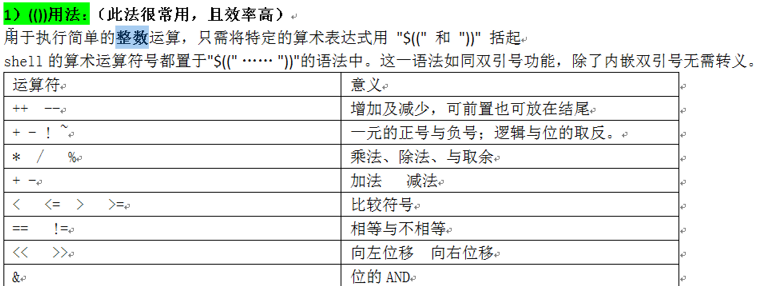 1）(())用法:（此法很常用，且效率高）
用于执行简单的整数运算，只需将特定的算术表达式用 "$((" 和 "))" 括起
shell 的算术运算符号都置于"$((" …… "))"的语法中。这一语法如同双引号功能，除了内嵌双引号无需转义。
运算符 意义
++ -- 增加及减少，可前置也可放在结尾
+ - ! ~ 一元的正号与负号；逻辑与位的取反。
* / % 乘法、除法、与取余
+ - 加法 减法
< <= > >= 比较符号
== != 相等与不相等
<< >> 向左位移 向右位移
& 位的 AND